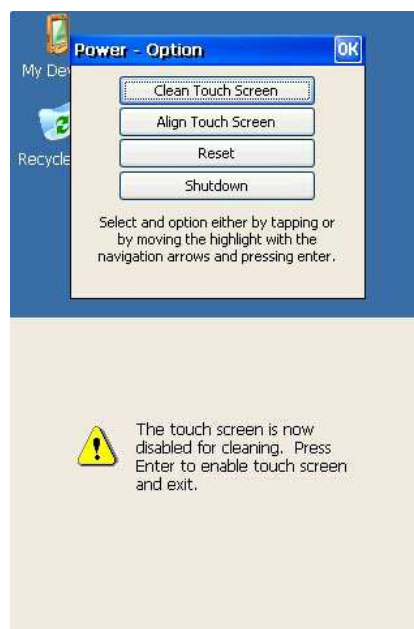 My Dev
Power - Option
OK
Clean Touch Screen
Align Touch Screen
Recycle
Reset
Shutdown
Select and option either by tapping or
by moving the highlight with the
navigation arrows and pressing enter.
The touch screen is now
disabled for cleaning. Press
Enter to enable touch screen
and exit.